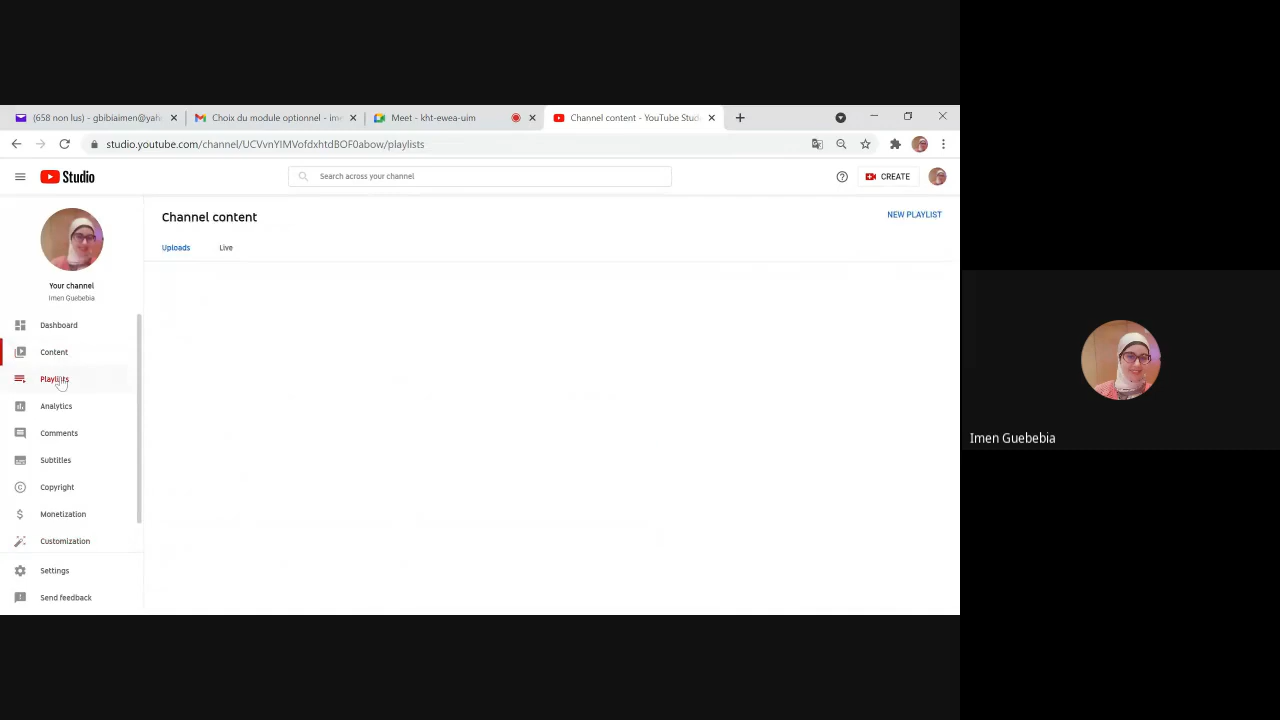 (658 non lus) - gbibiaimen@yah
Choix du module optionnel - ime
Meet - kht-ewea-uim
Channel content - YouTube Stud
studio.youtube.com/channel/UCVvnYIMVofdxhtdBOF0abow/playlists
Studio
Search across your channel
CREATE
Channel content
NEW PLAYLIST
Uploads
Live
Your channel
Imen Guebebia
Dashboard
Content
Playlists
Analytics
Comments
Subtitles
Copyright
Monetization
Customization
Settings
Send feedback
Imen Guebebia